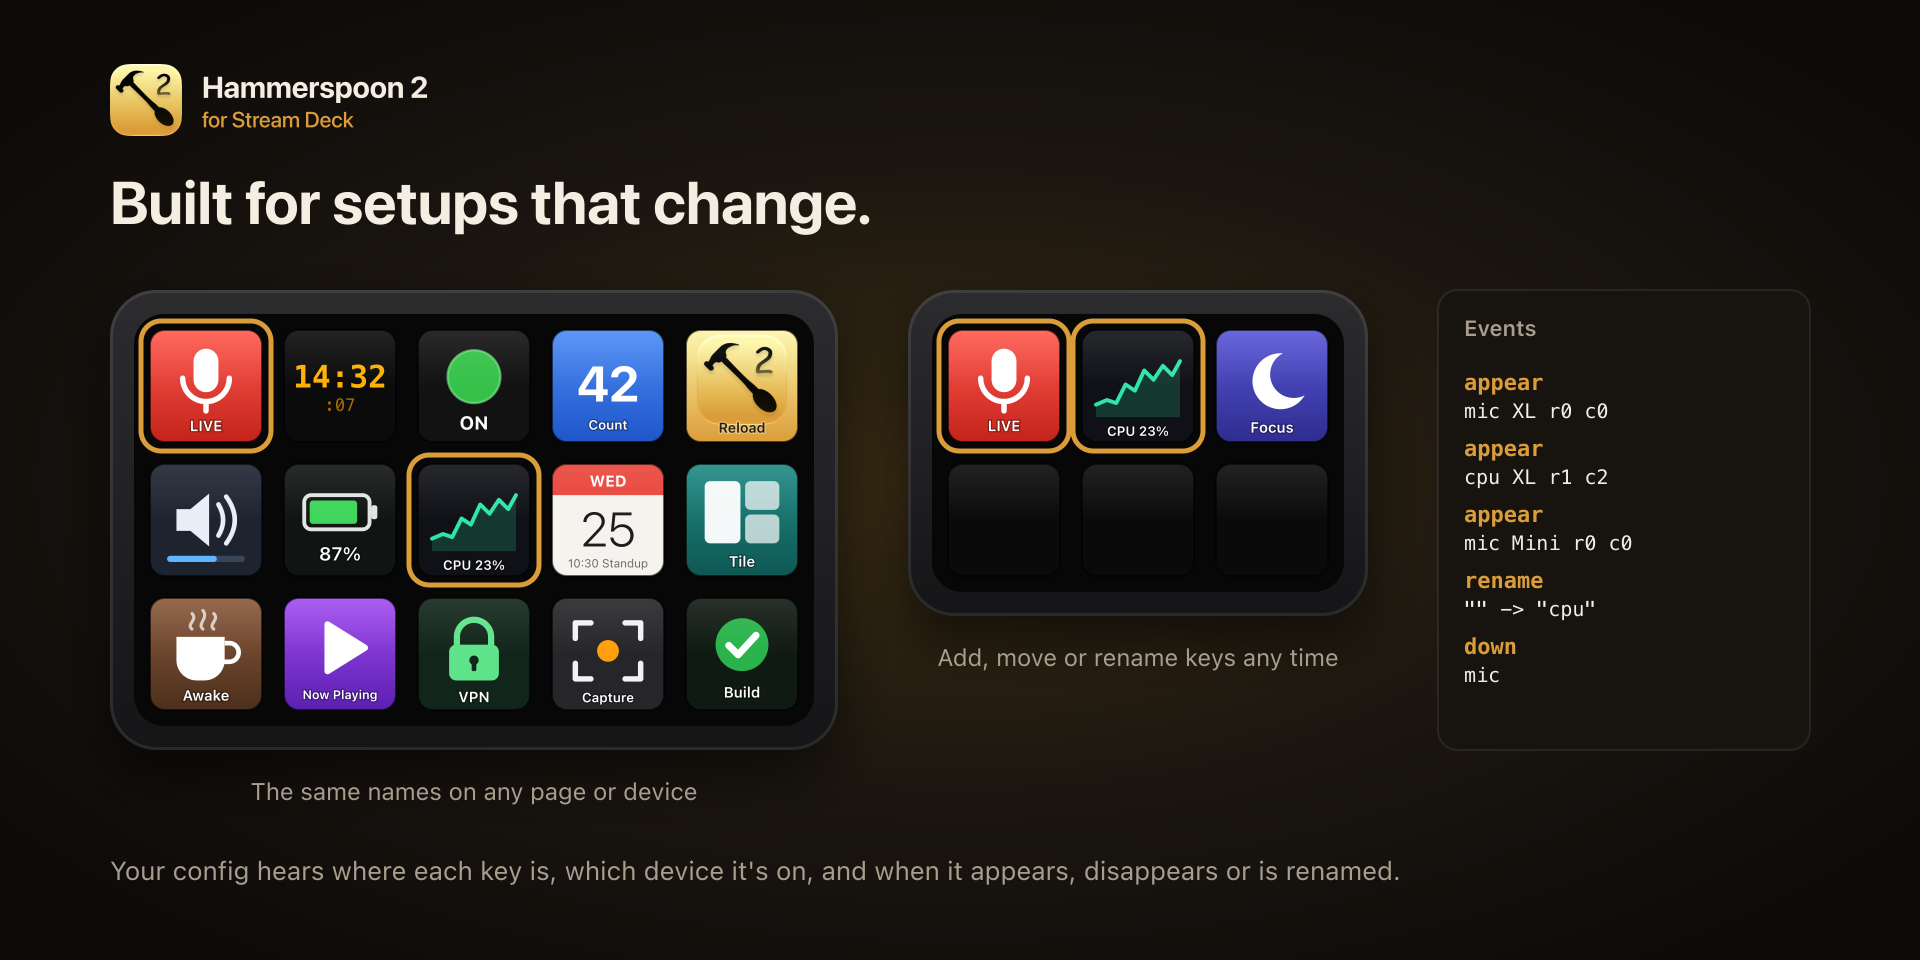 2
Hammerspoon 2
for Stream Deck
Built for setups that change.
LIVE
14:32
:07
ON
42
Count
2
Reload
87%
CPU 23%
WED
25
10:30 Standup
Tile
Awake
Now Playing
VPN
Capture
Build
The same names on any page or device
LIVE
CPU 23%
Focus
Add, move or rename keys any time
Events
appear
mic XL r0 c0
appear
cpu XL r1 c2
appear
mic Mini r0 c0
rename
"" -> "cpu"
down
mic
Your config hears where each key is, which device it's on, and when it appears, disappears or is renamed.